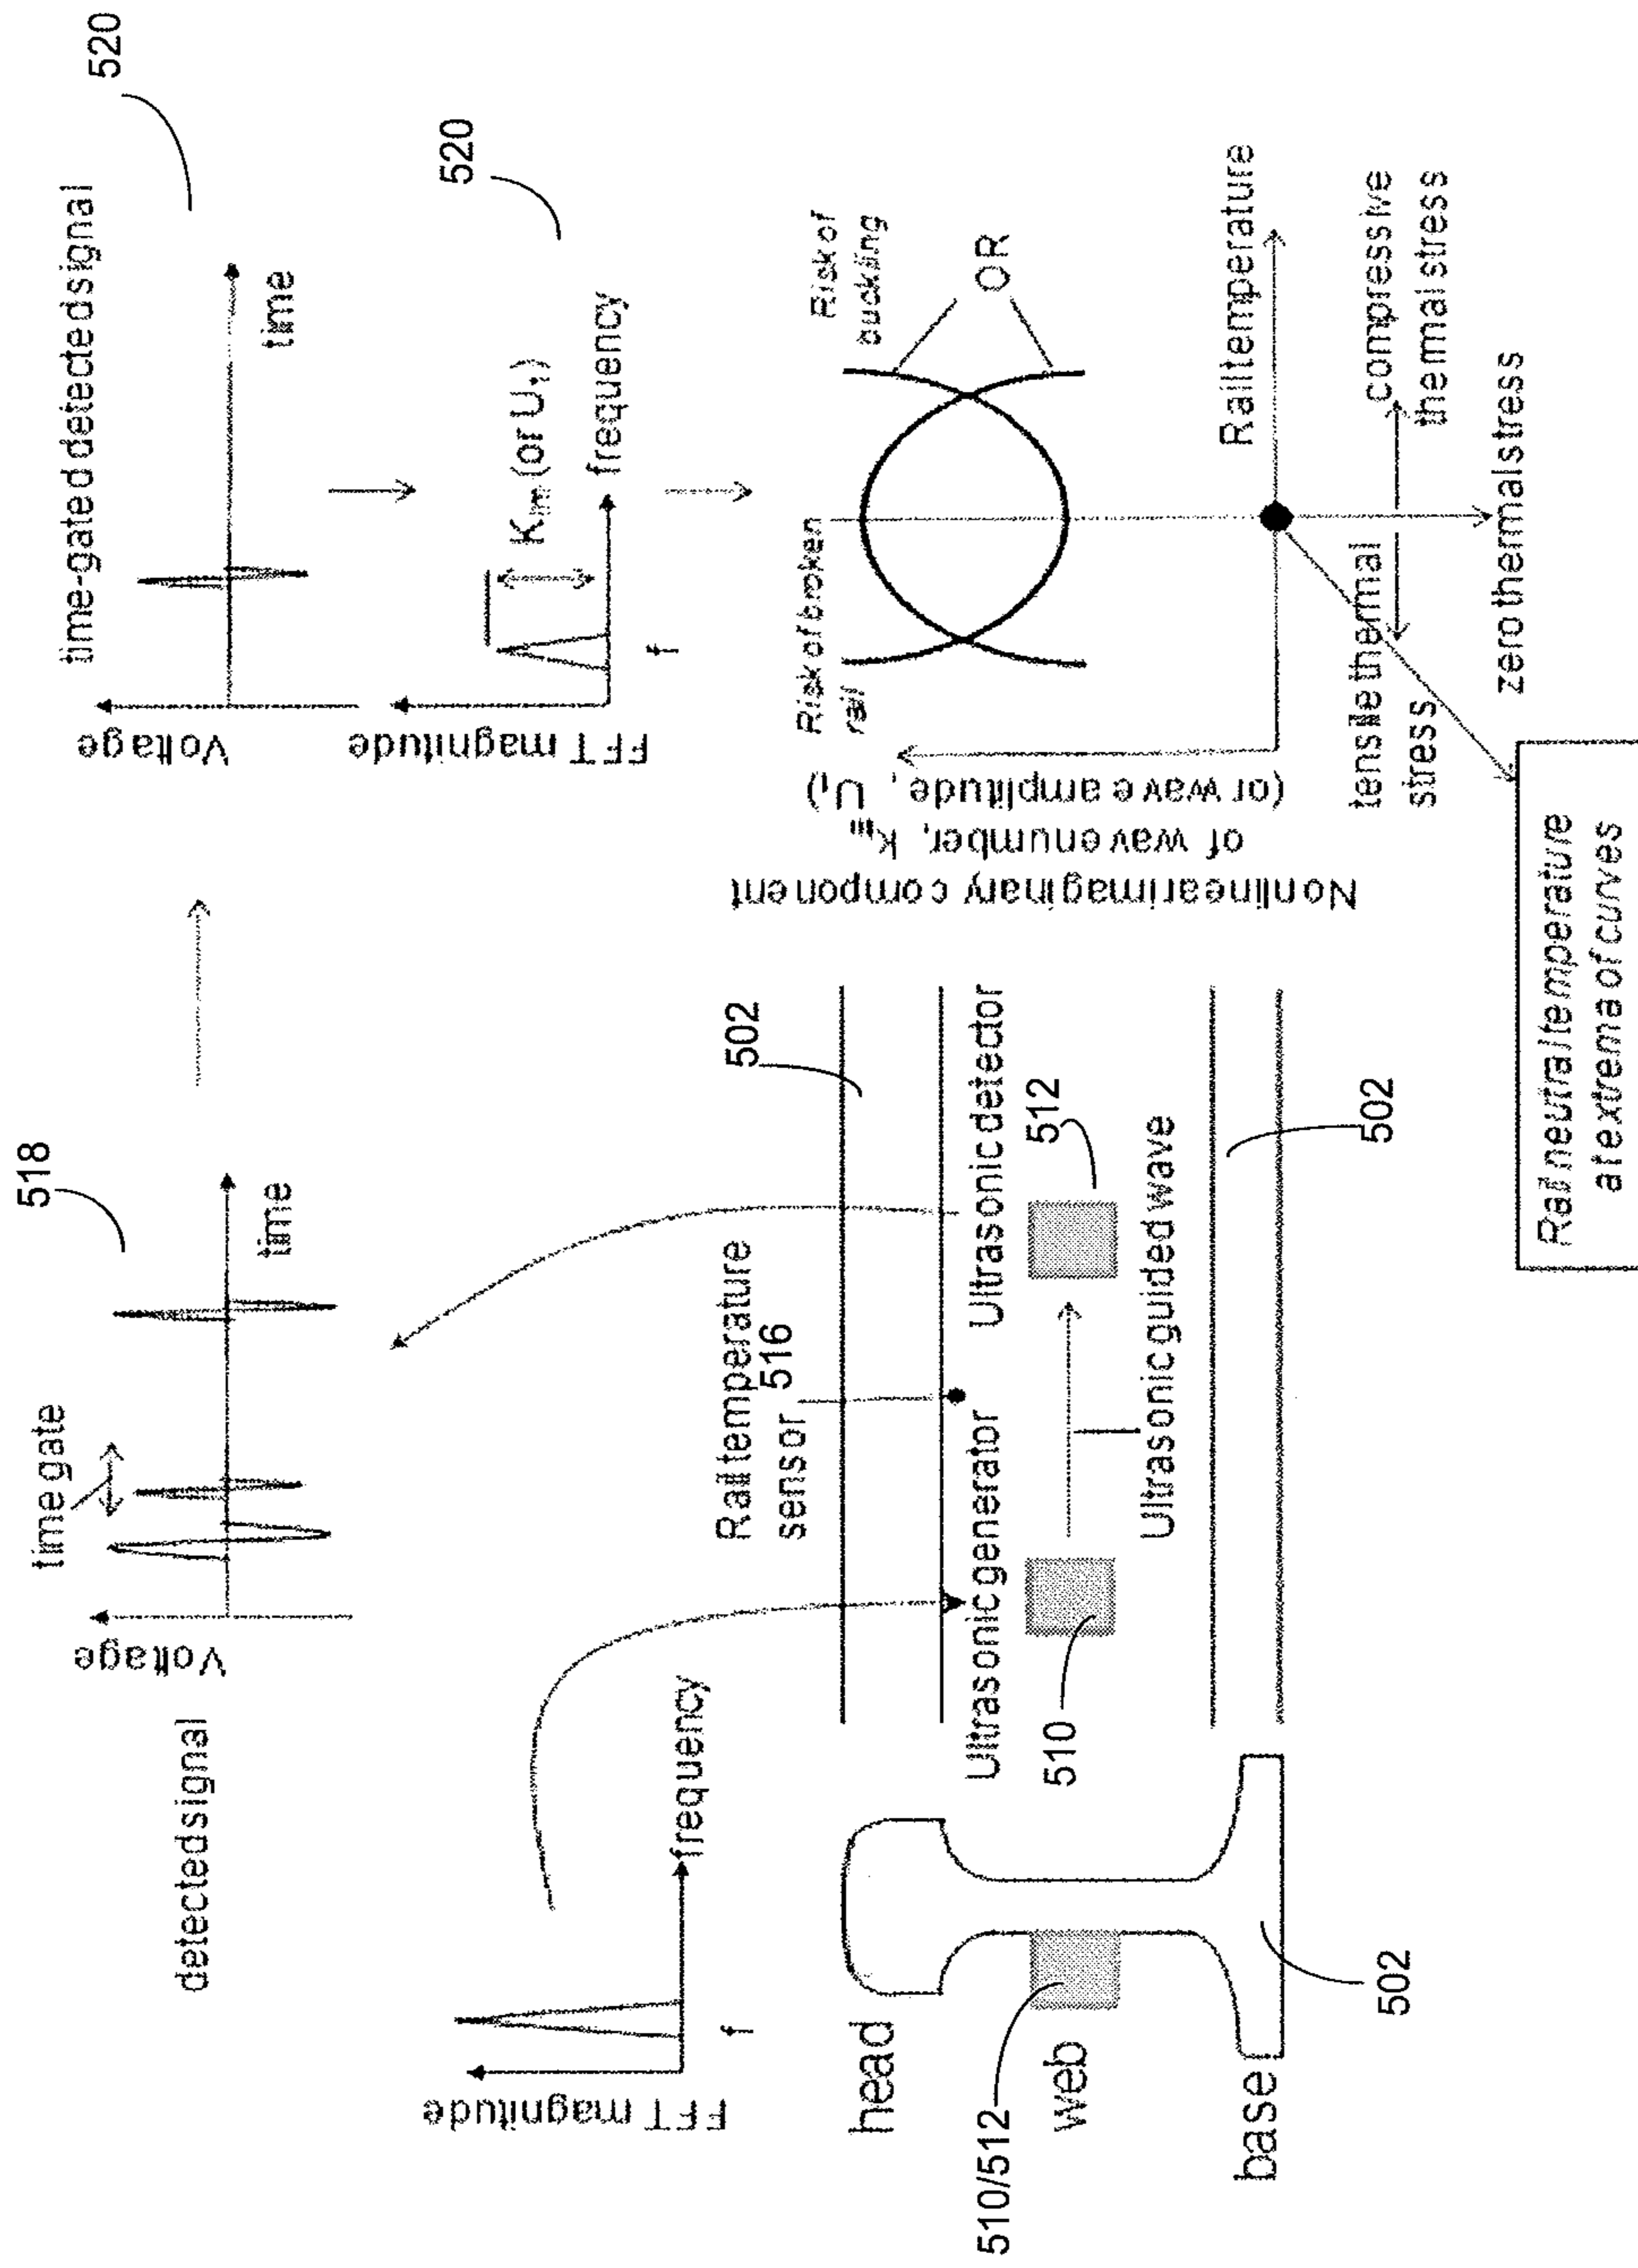 518
detected signal
Voltage
time gate
time
time-gated detected signal
520
Voltage
time
FFT magnitude
f
frequency
FFT magnitude
520
K_im (or U_1)
f
frequency
Rail temperature
sensor
516
502
head
510/512
web
base
502
Ultrasonic generator
Ultrasonic detector
510
512
Ultrasonic guided wave
502
Nonlinear imaginary component
of wavenumber,
(or wave amplitude,
Risk of broken
rail
Risk of
buckling
OR
Rail temperature
tensile thermal
stress
compressive
thermal stress
zero thermal stress
Rail neutral temperature
at extrema of curves